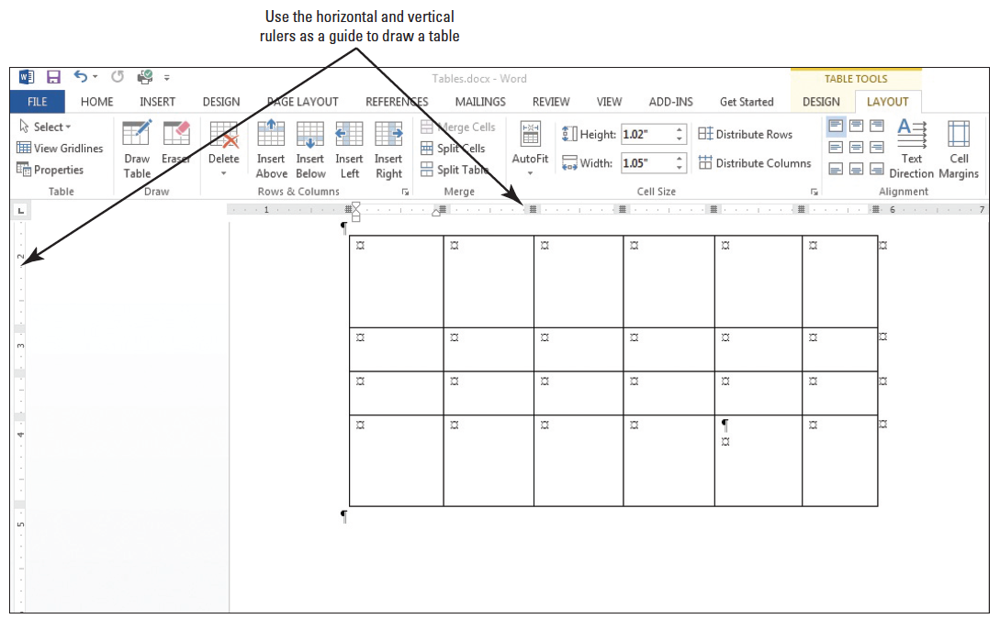 Use the horizontal and vertical
rulers as a guide to draw a table
Tables.docx - Word
TABLE TOOLS
FILE HOME INSERT DESIGN PAGE LAYOUT REFERENCES MAILINGS REVIEW VIEW ADD-INS Get Started DESIGN LAYOUT
Select
View Gridlines
Properties
Table
Draw
Table
Eraser
Draw
Delete
Insert
Above
Insert
Below
Insert
Left
Insert
Right
Rows & Columns
Merge Cells
Split Cells
Split Table
Merge
AutoFit
Height: 1.02"
Width: 1.05"
Distribute Rows
Distribute Columns
Cell Size
Text
Direction
Cell
Margins
Alignment
1 6 7
2
3
4
5